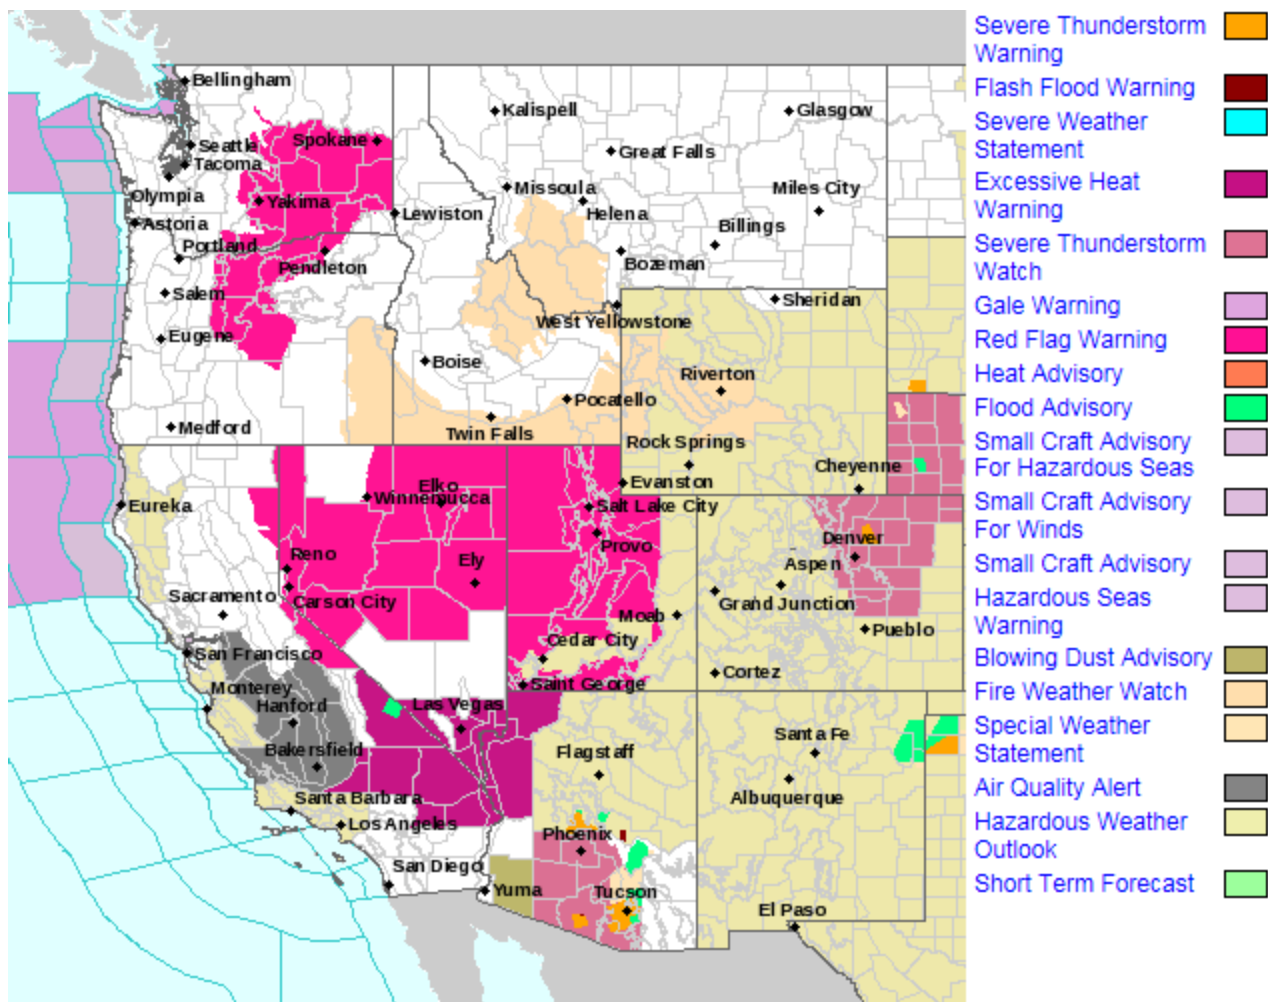 Bellingham
Seattle
Tacoma
Olympia
Astoria
Portland
Salem
Eugene
Medford
Spokane
Yakima
Pendleton
Lewiston
Kalispell
Glasgow
Great Falls
Missoula
Miles City
Helena
Billings
Bozeman
West Yellowstone
Sheridan
Boise
Riverton
Pocatello
Twin Falls
Rock Springs
Cheyenne
Evanston
Eureka
Elko
Winnemucca
Salt Lake City
Provo
Reno
Ely
Carson City
Sacramento
Denver
Aspen
Grand Junction
Moab
Pueblo
Cedar City
San Francisco
Cortez
Saint George
Monterey
Hanford
Las Vegas
Bakersfield
Flagstaff
Santa Fe
Albuquerque
Santa Barbara
Los Angeles
Phoenix
San Diego
Yuma
Tucson
El Paso
Severe Thunderstorm
Warning
Flash Flood Warning
Severe Weather
Statement
Excessive Heat
Warning
Severe Thunderstorm
Watch
Gale Warning
Red Flag Warning
Heat Advisory
Flood Advisory
Small Craft Advisory
For Hazardous Seas
Small Craft Advisory
For Winds
Small Craft Advisory
Hazardous Seas
Warning
Blowing Dust Advisory
Fire Weather Watch
Special Weather
Statement
Air Quality Alert
Hazardous Weather
Outlook
Short Term Forecast